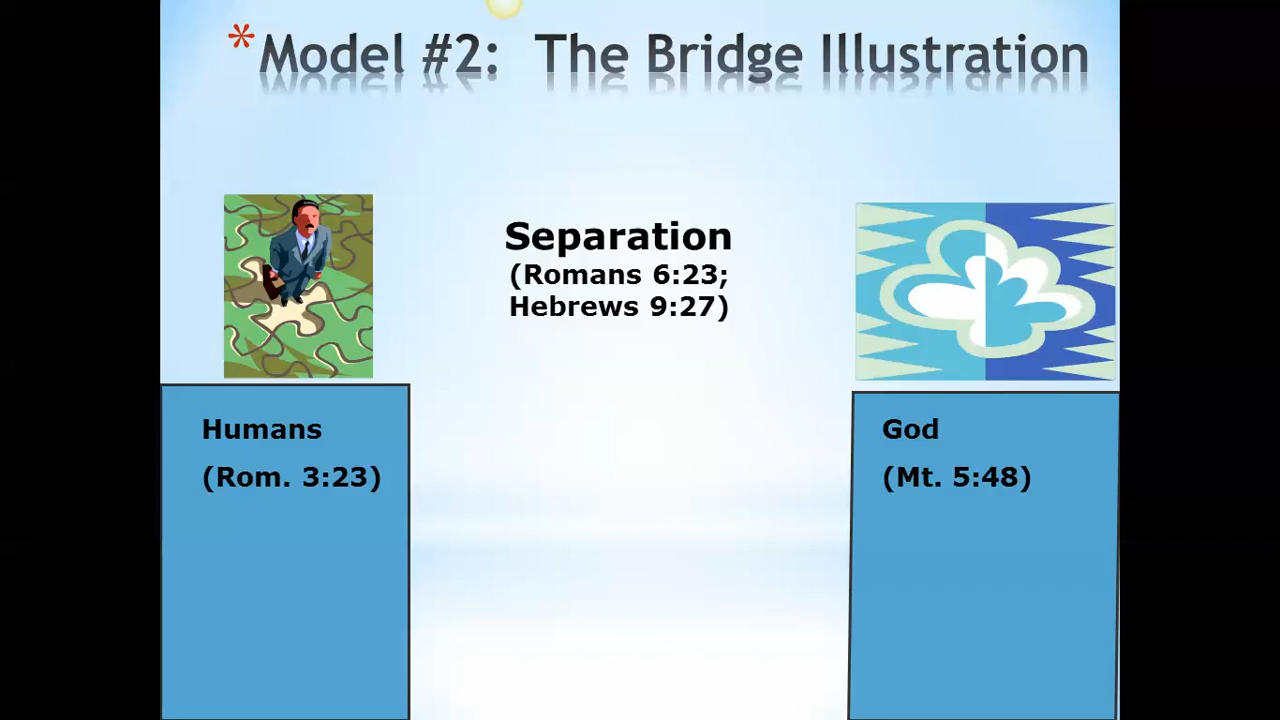 *Model #2: The Bridge Illustration
Separation
(Romans 6:23;
Hebrews 9:27)
Humans
(Rom. 3:23)
God
(Mt. 5:48)